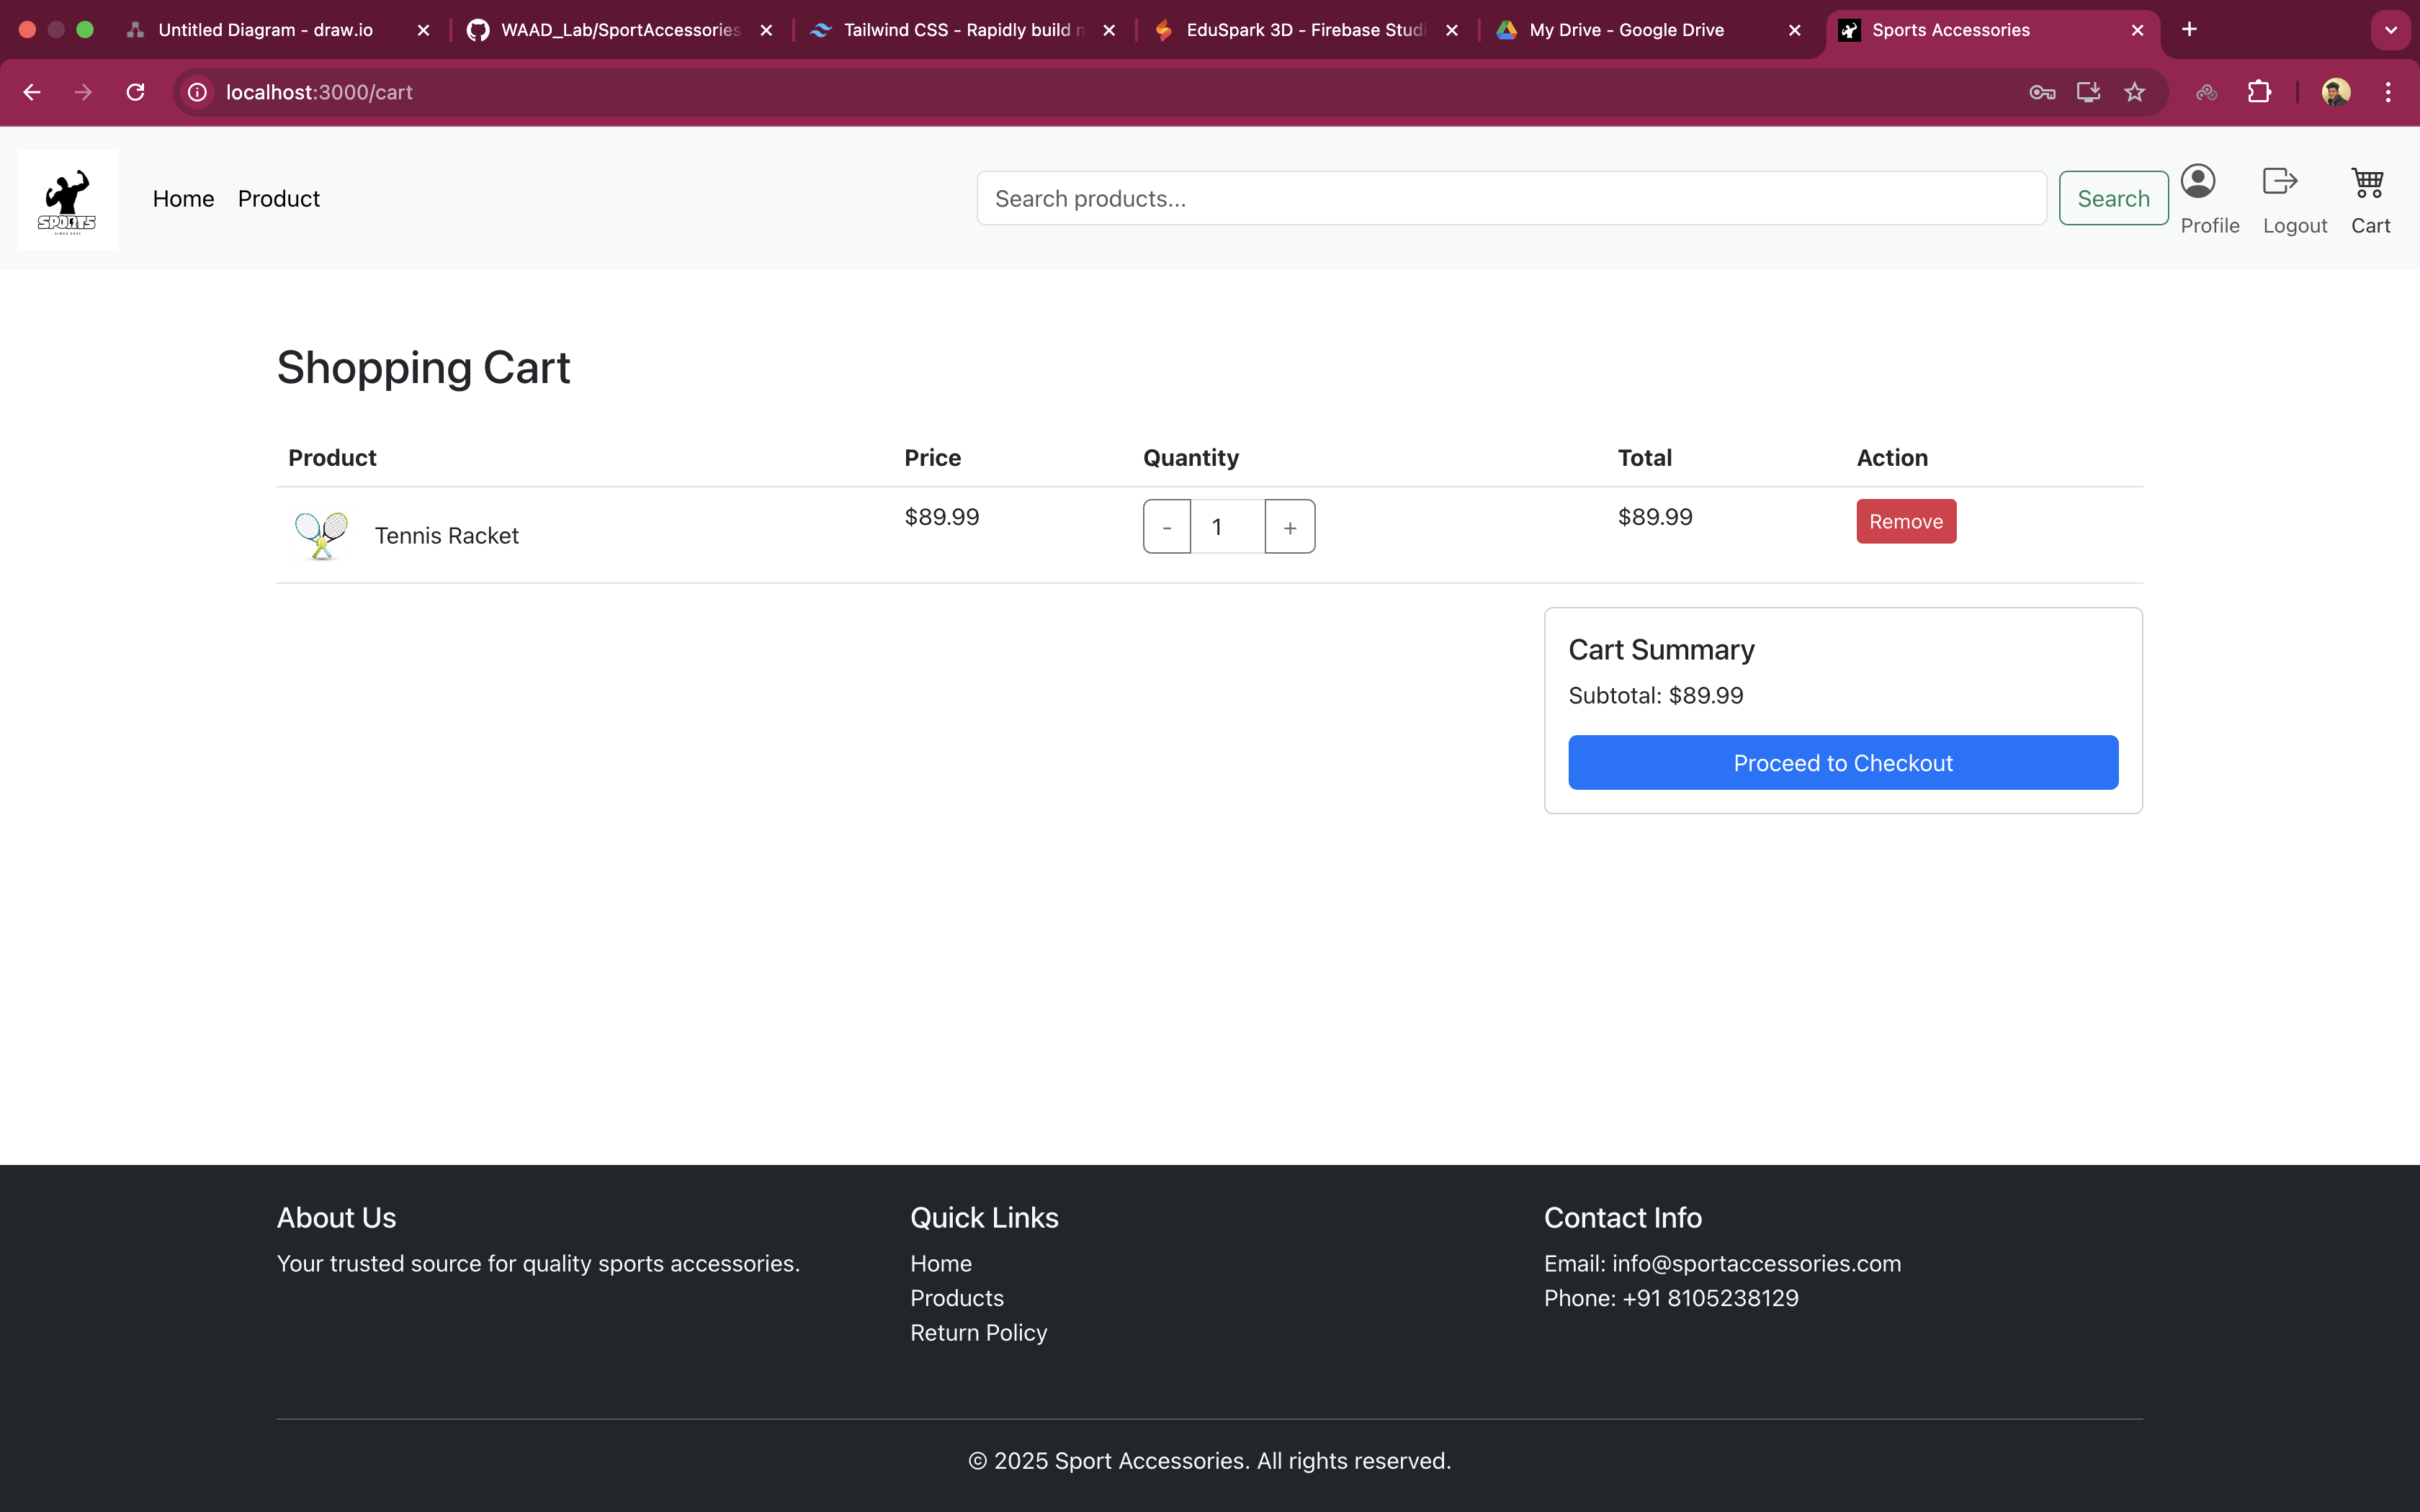 Untitled Diagram - draw.io
WAAD_Lab/SportAccessories
Tailwind CSS - Rapidly build
EduSpark 3D - Firebase Studi
My Drive - Google Drive
Sports Accessories
localhost:3000/cart
SPORTS
Home
Product
Search products...
Search
Profile
Logout
Cart
Shopping Cart
Product Price Quantity Total Action
Tennis Racket $89.99 - 1 + $89.99 Remove
Cart Summary
Subtotal: $89.99
Proceed to Checkout
About Us
Your trusted source for quality sports accessories.
Quick Links
Home
Products
Return Policy
Contact Info
Email: info@sportaccessories.com
Phone: +91 8105238129
© 2025 Sport Accessories. All rights reserved.